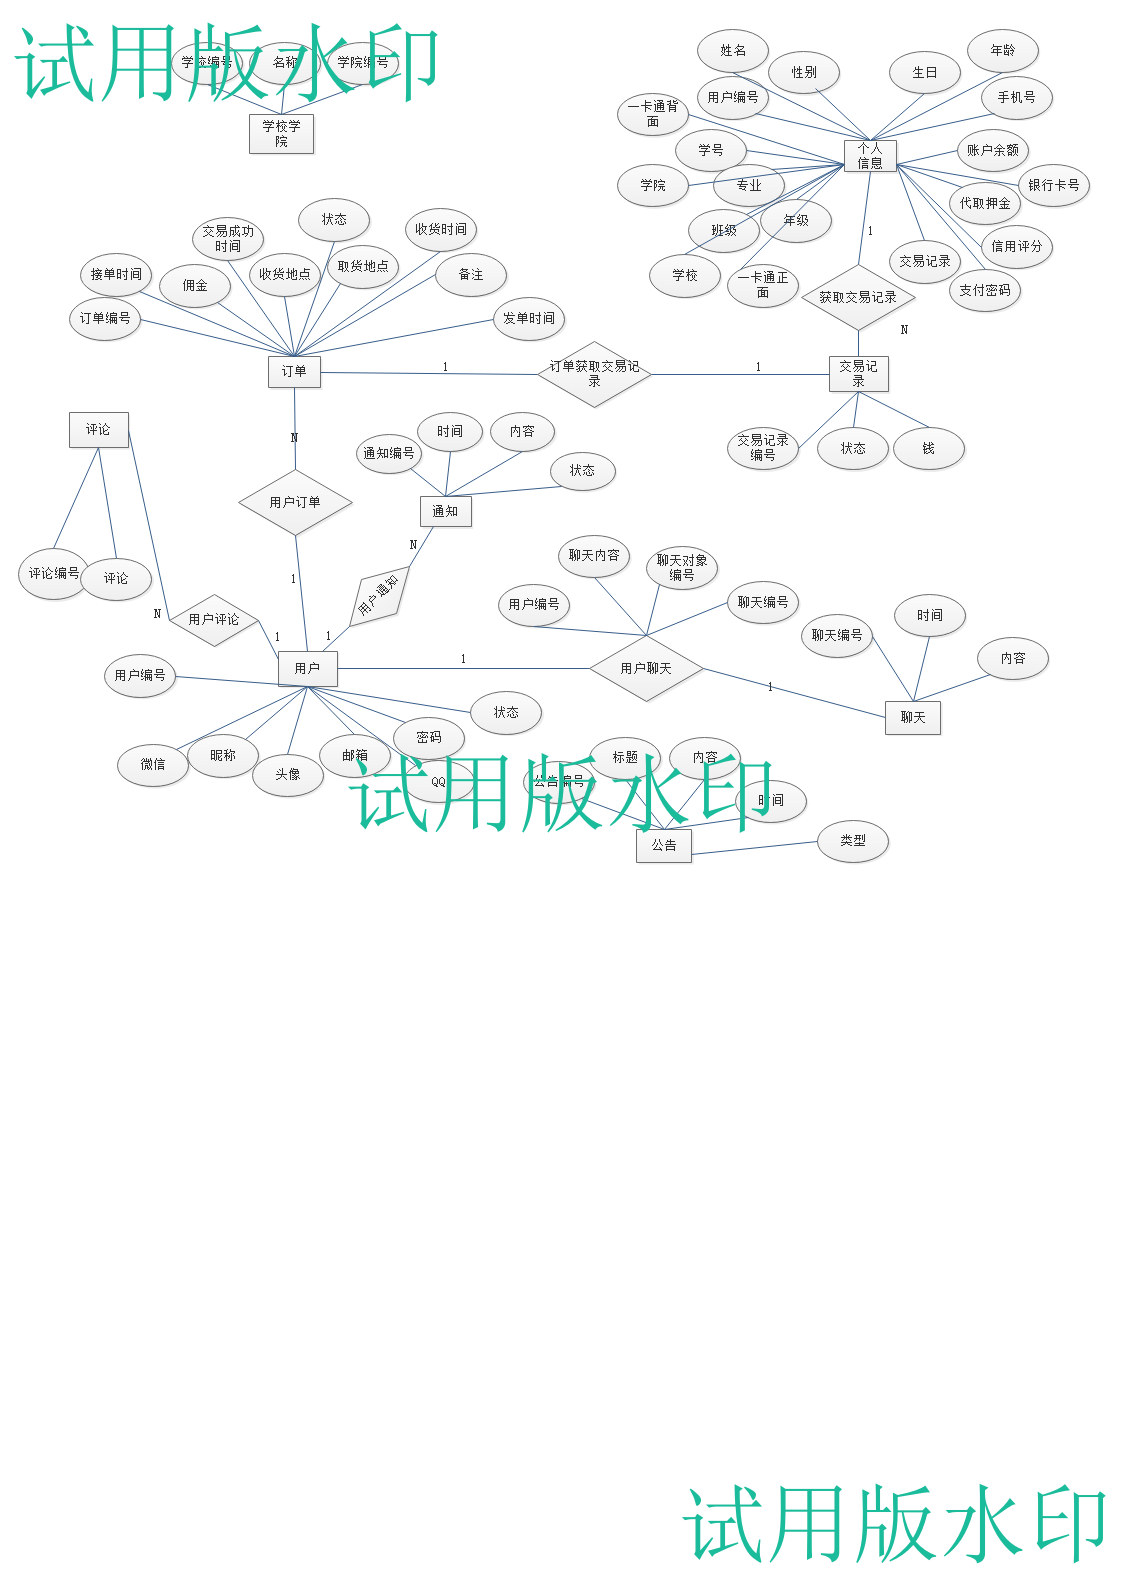 试用版水印
学校编号
名称
学院编号
学校学
院
姓名
性别
生日
年龄
用户编号
手机号
一卡通背
面
个人
信息
学号
账户余额
学院
专业
银行卡号
代取押金
班级
年级
信用评分
学校
一卡通正
面
交易记录
支付密码
1
获取交易记录
N
状态
交易成功
时间
收货时间
接单时间
佣金
收货地点
取货地点
备注
订单编号
发单时间
订单
1
订单获取交易记
录
1
交易记
录
交易记录
编号
状态
钱
评论
N
时间
内容
通知编号
状态
用户订单
通知
N
评论编号
评论
1
用户通知
聊天内容
聊天对象
编号
用户编号
聊天编号
N
用户评论
1
1
聊天编号
时间
内容
用户
1
用户聊天
1
聊天
用户编号
状态
微信
昵称
头像
邮箱
密码
QQ
试用版水印
公告编号
标题
内容
时间
公告
类型
试用版水印